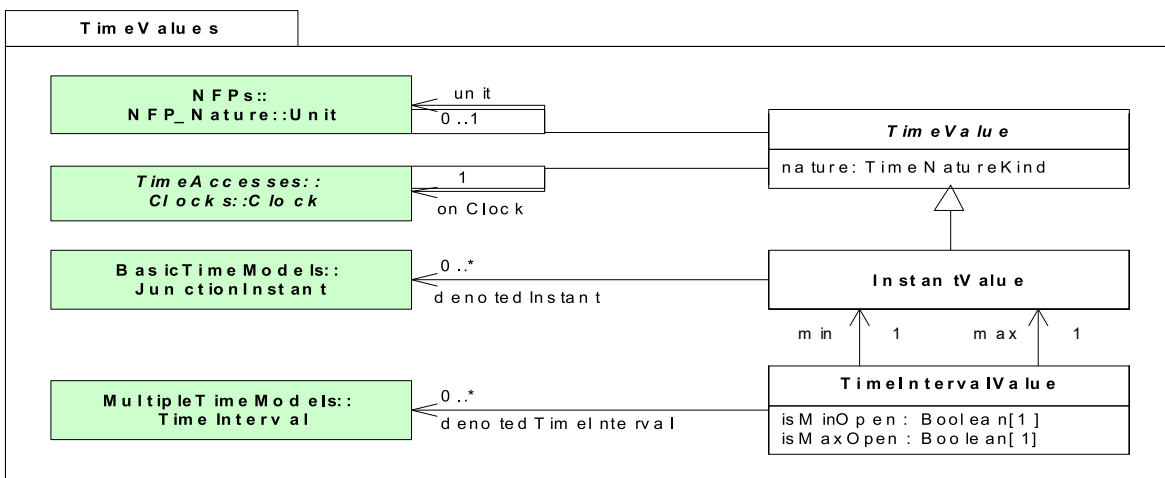 TimeValues
NFPs::
NFP_Nature::Unit
unit
0..1
TimeValue
nature: TimeNatureKind
TimeAccesses::
Clocks::Clock
1
onClock
BasicTimeModels::
JunctionInstant
0..*
denotedInstant
InstantValue
min 1 max 1
MultipleTimeModels::
TimeInterval
0..*
denotedTimeInterval
TimeIntervalValue
isMinOpen : Boolean[1]
isMaxOpen : Boolean[1]